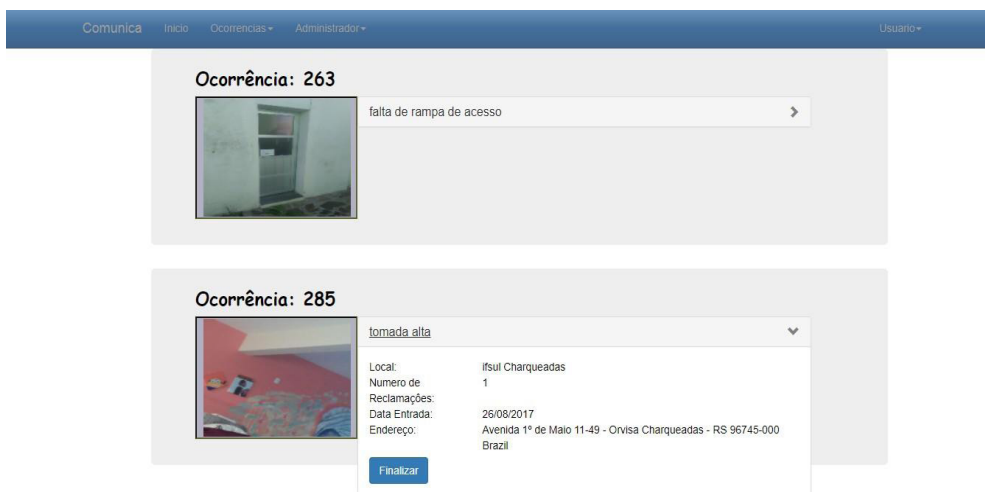 Comunica Inicio Ocorrencias Administrador Usuario
Ocorrência: 263
falta de rampa de acesso
Ocorrência: 285
tomada alta
Local: ifsul Charqueadas
Numero de Reclamações: 1
Data Entrada: 26/08/2017
Endereço: Avenida 1º de Maio 11-49 - Orvisa Charqueadas - RS 96745-000
Brazil
Finalizar